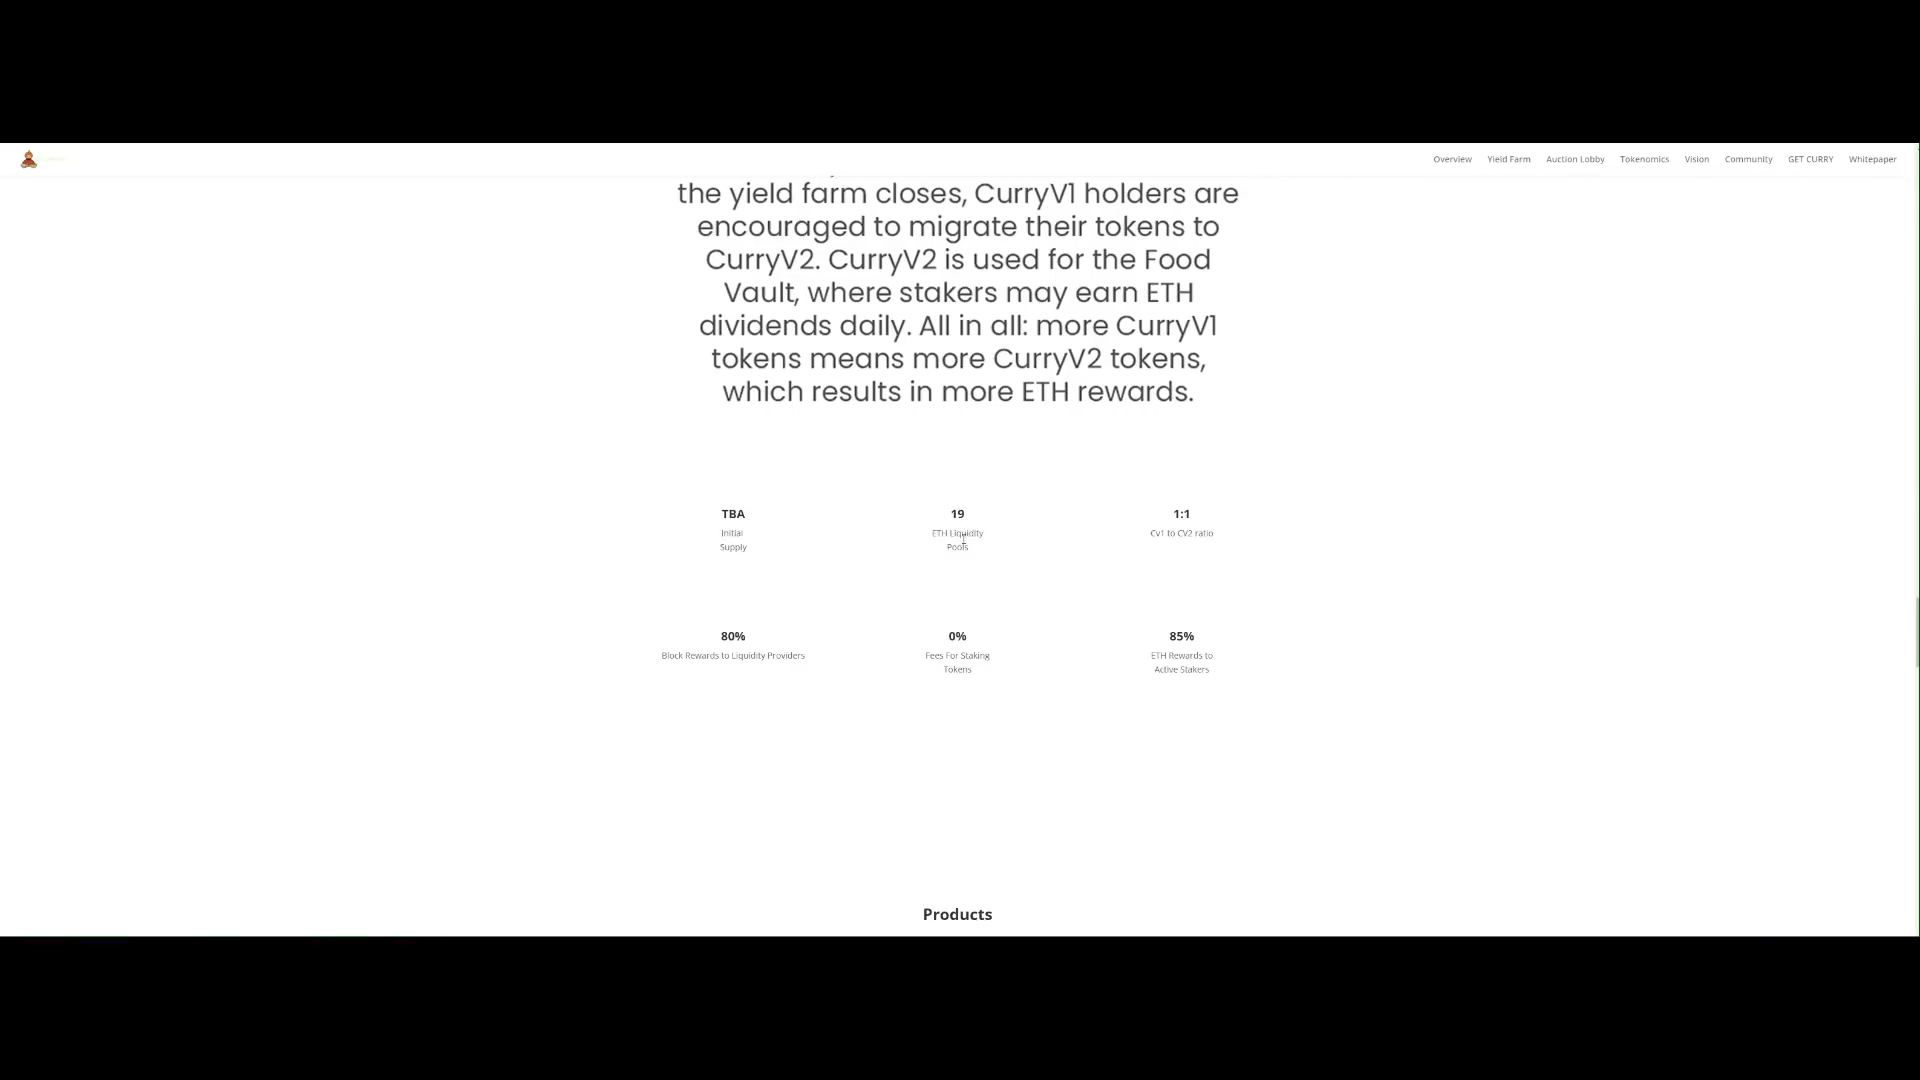 Overview Yield Farm Auction Lobby Tokenomics Vision Community GET CURRY Whitepaper
the yield farm closes, CurryV1 holders are
encouraged to migrate their tokens to
CurryV2. CurryV2 is used for the Food
Vault, where stakers may earn ETH
dividends daily. All in all: more CurryV1
tokens means more CurryV2 tokens,
which results in more ETH rewards.
TBA
Initial
Supply
19
ETH Liquidity
Pools
1:1
Cv1 to CV2 ratio
80%
Block Rewards to Liquidity Providers
0%
Fees For Staking
Tokens
85%
ETH Rewards to
Active Stakers
Products